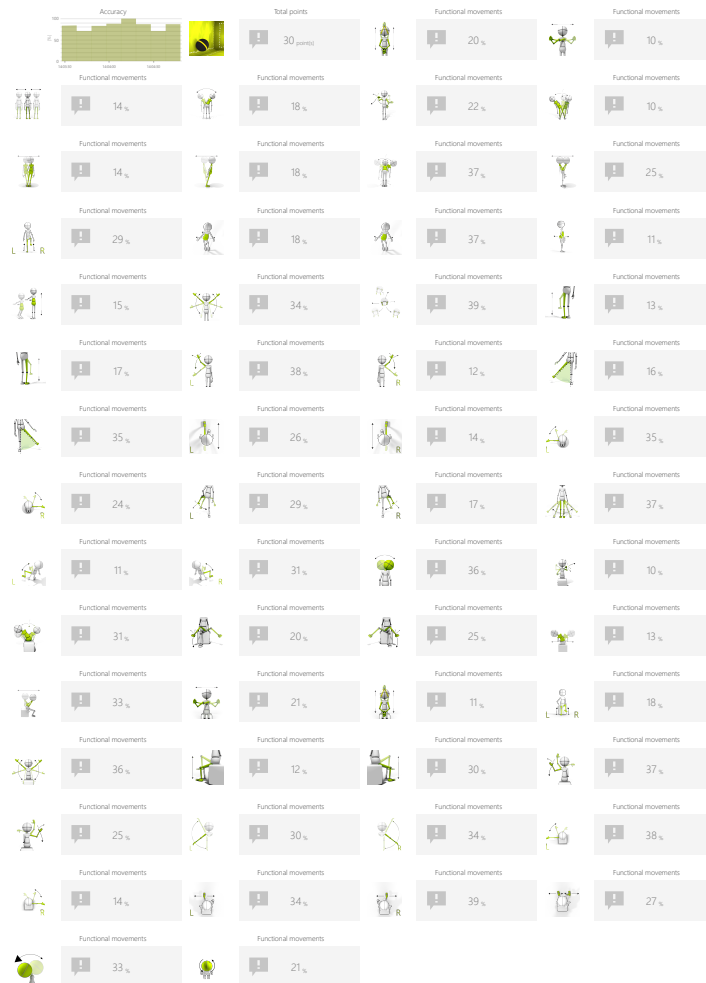 Accuracy
Total points
Functional movements
Functional movements
100
50
0
(%)
30 point(s)
20 %
10 %
Functional movements
Functional movements
Functional movements
Functional movements
14 %
18 %
22 %
10 %
Functional movements
Functional movements
Functional movements
Functional movements
14 %
18 %
37 %
25 %
Functional movements
Functional movements
Functional movements
Functional movements
L R
29 %
18 %
37 %
11 %
Functional movements
Functional movements
Functional movements
Functional movements
15 %
34 %
39 %
13 %
Functional movements
Functional movements
Functional movements
Functional movements
17 %
L
38 %
R
12 %
16 %
Functional movements
Functional movements
Functional movements
Functional movements
35 %
L
26 %
R
14 %
L
35 %
Functional movements
Functional movements
Functional movements
Functional movements
R
24 %
L
29 %
R
17 %
37 %
Functional movements
Functional movements
Functional movements
Functional movements
L
11 %
R
31 %
36 %
10 %
Functional movements
Functional movements
Functional movements
Functional movements
31 %
20 %
25 %
13 %
Functional movements
Functional movements
Functional movements
Functional movements
33 %
21 %
11 %
L R
18 %
Functional movements
Functional movements
Functional movements
Functional movements
36 %
12 %
30 %
37 %
Functional movements
Functional movements
Functional movements
Functional movements
25 %
L
30 %
R
34 %
L
38 %
Functional movements
Functional movements
Functional movements
Functional movements
R
14 %
L
34 %
R
39 %
27 %
Functional movements
Functional movements
33 %
21 %